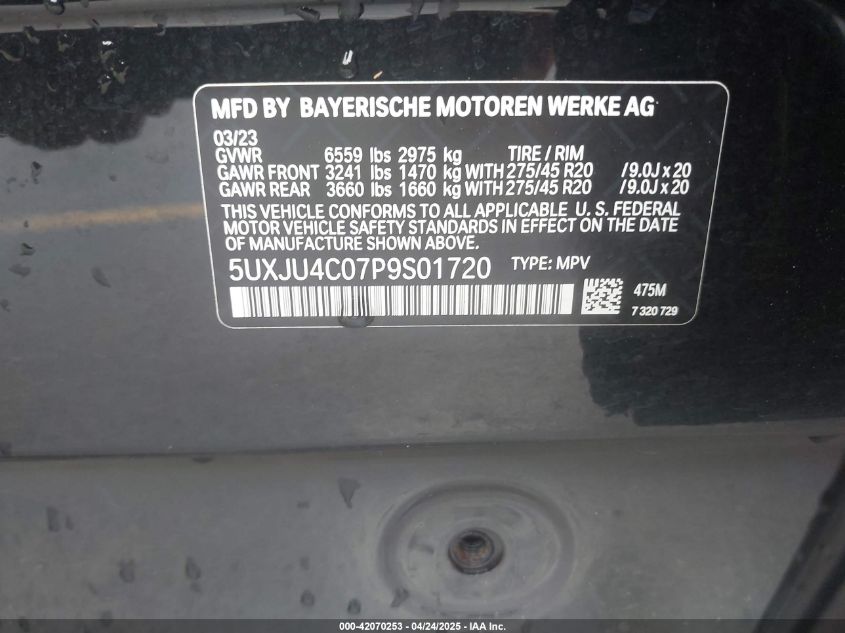 MFD BY BAYERISCHE MOTOREN WERKE AG
03/23
GVWR 6559 lbs 2975 kg TIRE / RIM
GAWR FRONT 3241 lbs 1470 kg WITH 275/45 R20 / 9.0J x 20
GAWR REAR 3660 lbs 1660 kg WITH 275/45 R20 / 9.0J x 20
THIS VEHICLE CONFORMS TO ALL APPLICABLE U. S. FEDERAL
MOTOR VEHICLE SAFETY STANDARDS IN EFFECT ON THE DATE
OF MANUFACTURE SHOWN ABOVE.
5UXJU4C07P9S01720 TYPE: MPV
475M
7 320 729
000-42070253 - 04/24/2025 - IAA Inc.